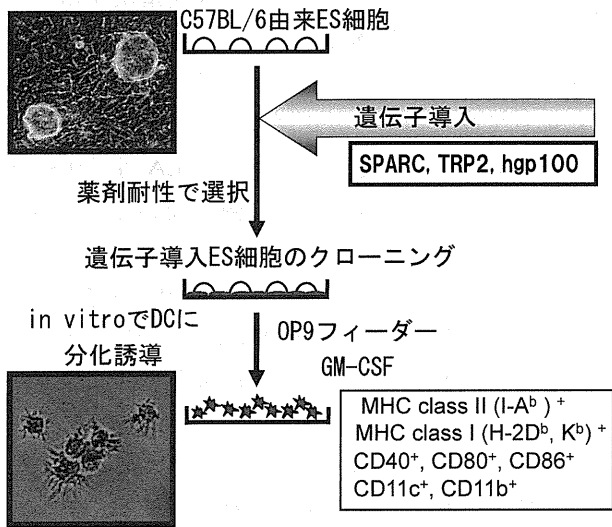 C57BL/6由来ES細胞
遺伝子導入
SPARC, TRP2, hgp100
薬剤耐性で選択
遺伝子導入ES細胞のクローニング
in vitroでDCに
分化誘導
OP9フィーダー
GM-CSF
MHC class II (I-Aᵇ ) ⁺
MHC class I (H-2Dᵇ, Kᵇ) ⁺
CD40⁺, CD80⁺, CD86⁺
CD11c⁺, CD11b⁺